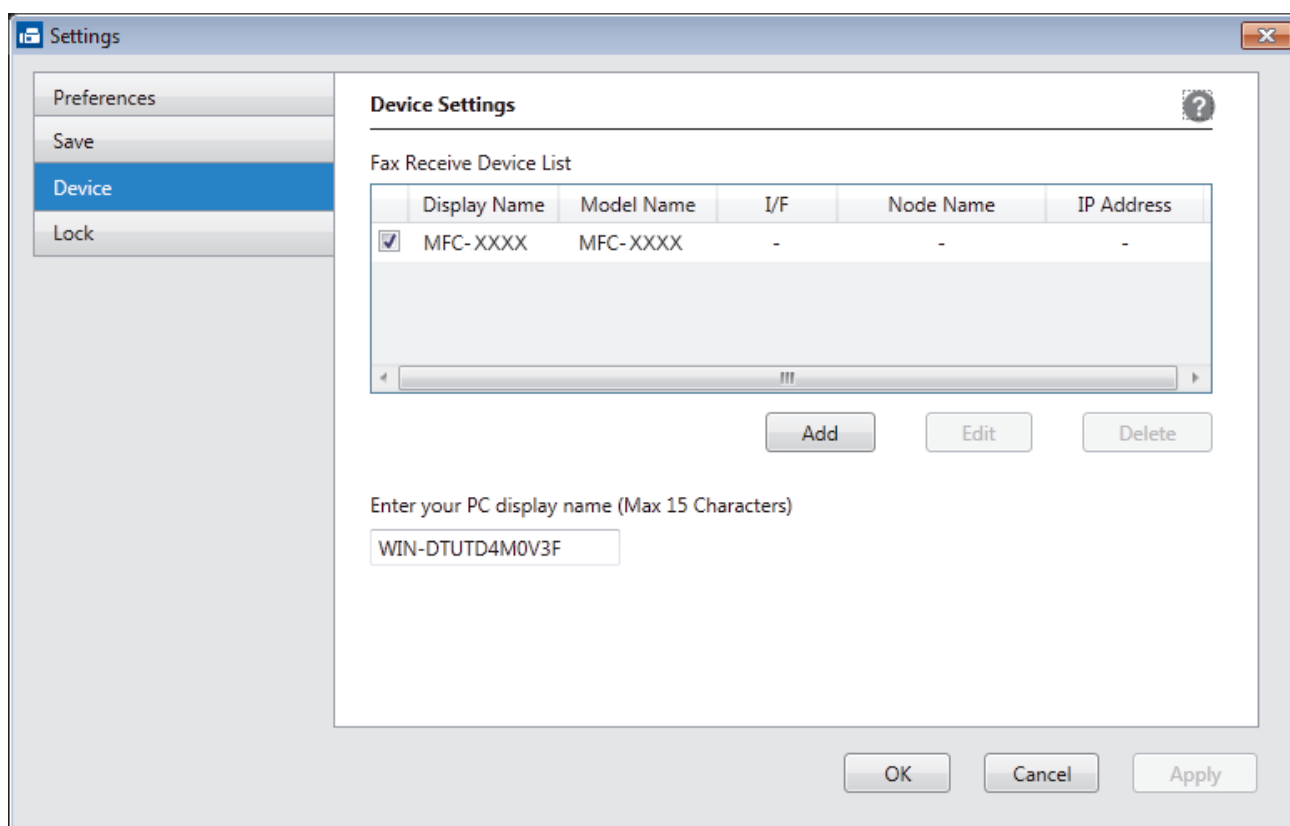 Settings
Preferences
Save
Device
Lock
Device Settings
?
Fax Receive Device List
Display Name Model Name I/F Node Name IP Address
MFC-XXXX MFC-XXXX - - -
Add Edit Delete
Enter your PC display name (Max 15 Characters)
WIN-DTUTD4M0V3F
OK Cancel Apply